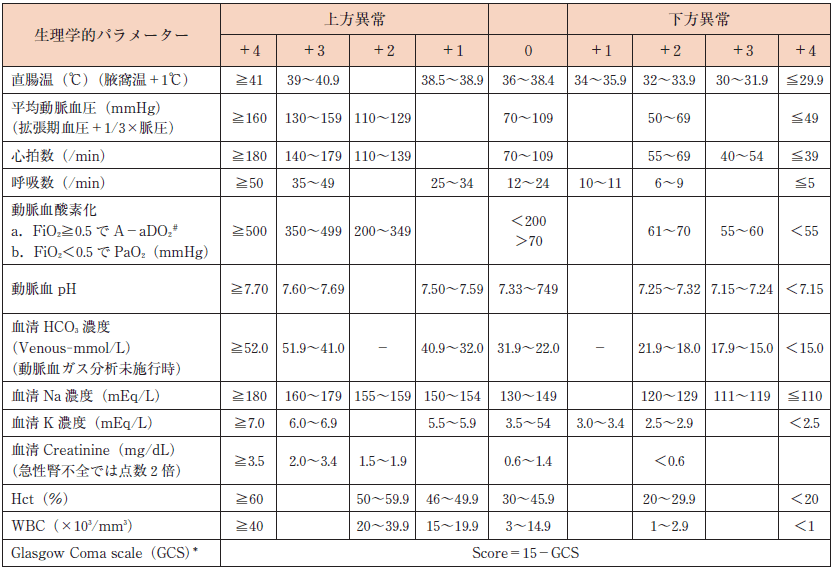 生理学的パラメーター 上方異常 下方異常
+4 +3 +2 +1 0 +1 +2 +3 +4
直腸温(℃)(腋窩温+1℃) ≧41 39〜40.9 38.5〜38.9 36〜38.4 34〜35.9 32〜33.9 30〜31.9 ≦29.9
平均動脈血圧(mmHg)
(拡張期血圧+1/3×脈圧) ≧160 130〜159 110〜129 70〜109 50〜69 ≦49
心拍数(/min) ≧180 140〜179 110〜139 70〜109 55〜69 40〜54 ≦39
呼吸数(/min) ≧50 35〜49 25〜34 12〜24 10〜11 6〜9 ≦5
動脈血酸素化
a. FiO₂≧0.5 で A−aDO₂# ≧500 350〜499 200〜349 <200
b. FiO₂<0.5 で PaO₂(mmHg) >70 61〜70 55〜60 <55
動脈血 pH ≧7.70 7.60〜7.69 7.50〜7.59 7.33〜749 7.25〜7.32 7.15〜7.24 <7.15
血清 HCO₃ 濃度
(Venous-mmol/L) ≧52.0 51.9〜41.0 − 40.9〜32.0 31.9〜22.0 − 21.9〜18.0 17.9〜15.0 <15.0
(動脈血ガス分析未施行時)
血清 Na 濃度(mEq/L) ≧180 160〜179 155〜159 150〜154 130〜149 120〜129 111〜119 ≦110
血清 K 濃度(mEq/L) ≧7.0 6.0〜6.9 5.5〜5.9 3.5〜54 3.0〜3.4 2.5〜2.9 <2.5
血清 Creatinine(mg/dL)
(急性腎不全では点数 2 倍) ≧3.5 2.0〜3.4 1.5〜1.9 0.6〜1.4 <0.6
Hct(%) ≧60 50〜59.9 46〜49.9 30〜45.9 20〜29.9 <20
WBC(×10³/mm³) ≧40 20〜39.9 15〜19.9 3〜14.9 1〜2.9 <1
Glasgow Coma scale(GCS)* Score=15−GCS